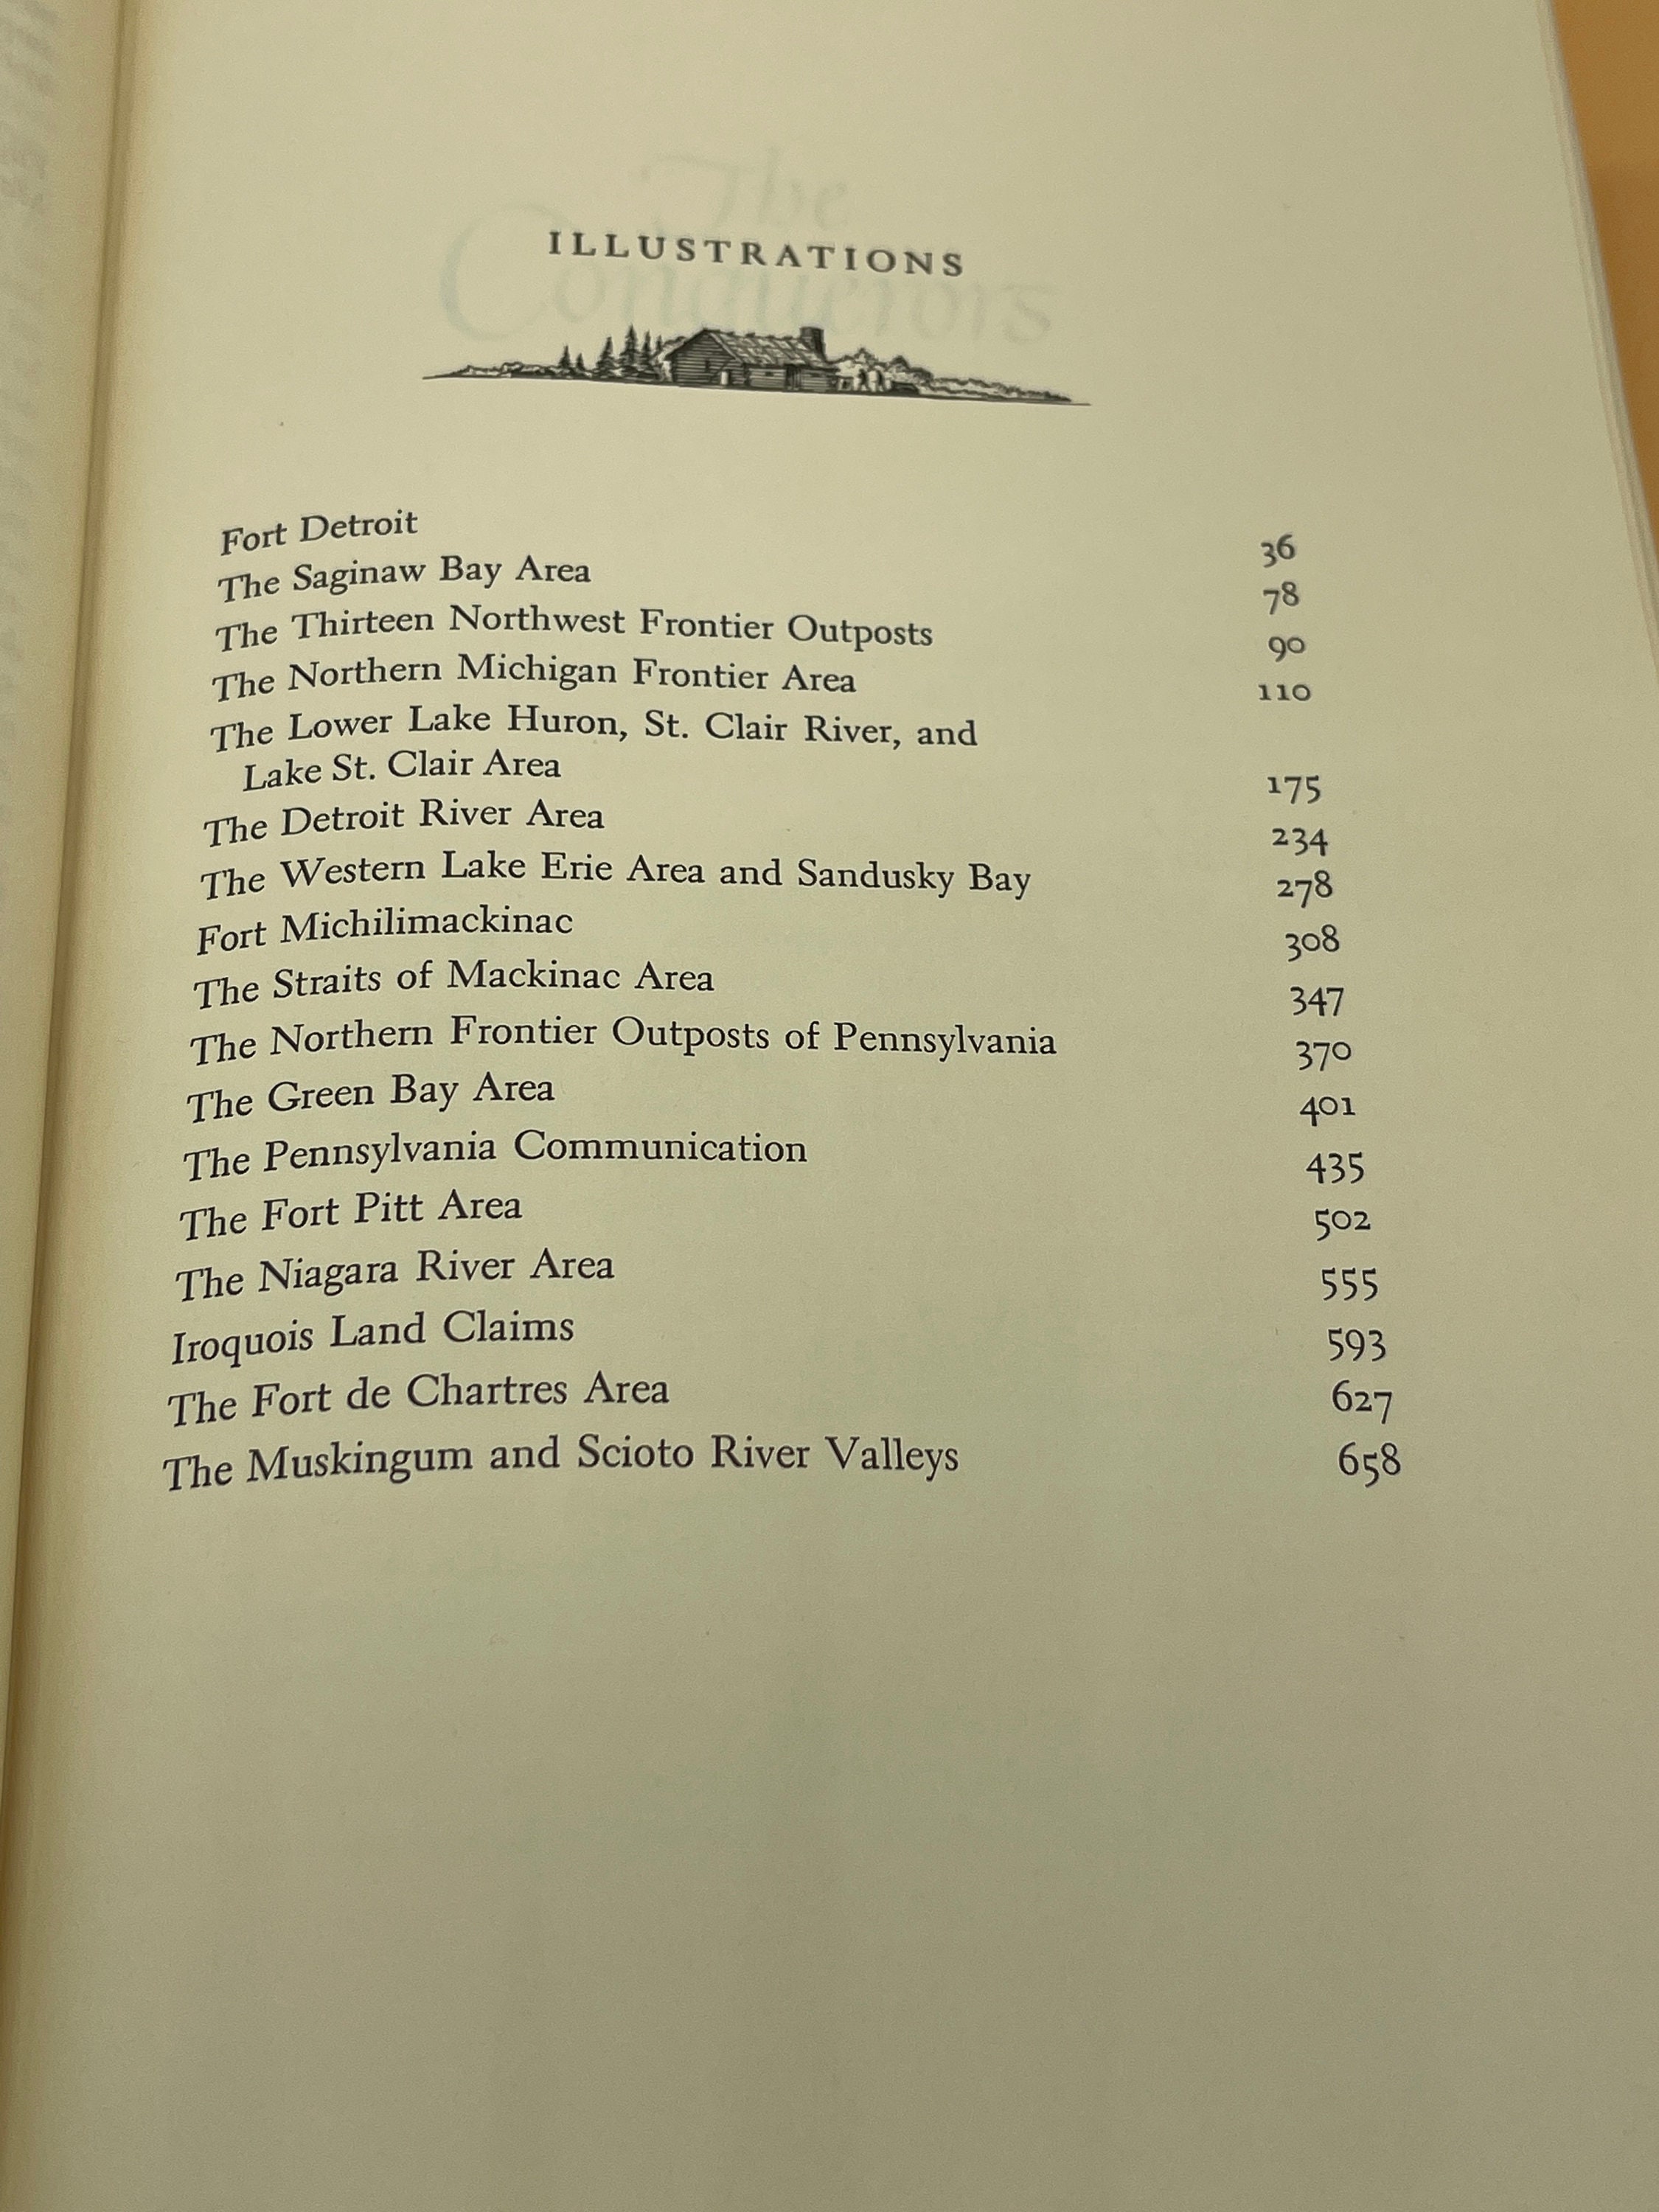 The
Conquerors
ILLUSTRATIONS
Fort Detroit 36
The Saginaw Bay Area 78
The Thirteen Northwest Frontier Outposts 90
The Northern Michigan Frontier Area 110
The Lower Lake Huron, St. Clair River, and
Lake St. Clair Area 175
The Detroit River Area 234
The Western Lake Erie Area and Sandusky Bay 278
Fort Michilimackinac 308
The Straits of Mackinac Area 347
The Northern Frontier Outposts of Pennsylvania 370
The Green Bay Area 401
The Pennsylvania Communication 435
The Fort Pitt Area 502
The Niagara River Area 555
Iroquois Land Claims 593
The Fort de Chartres Area 627
The Muskingum and Scioto River Valleys 658